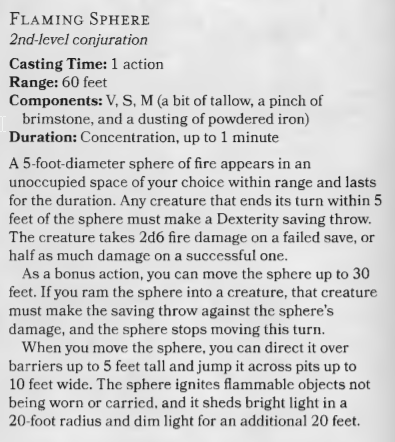 FLAMING SPHERE
2nd-level conjuration
Casting Time: 1 action
Range: 60 feet
Components: V, S, M (a bit of tallow, a pinch of
brimstone, and a dusting of powdered iron)
Duration: Concentration, up to 1 minute
A 5-foot-diameter sphere of fire appears in an
unoccupied space of your choice within range and lasts
for the duration. Any creature that ends its turn within 5
feet of the sphere must make a Dexterity saving throw.
The creature takes 2d6 fire damage on a failed save, or
half as much damage on a successful one.
As a bonus action, you can move the sphere up to 30
feet. If you ram the sphere into a creature, that creature
must make the saving throw against the sphere's
damage, and the sphere stops moving this turn.
When you move the sphere, you can direct it over
barriers up to 5 feet tall and jump it across pits up to
10 feet wide. The sphere ignites flammable objects not
being worn or carried, and it sheds bright light in a
20-foot radius and dim light for an additional 20 feet.